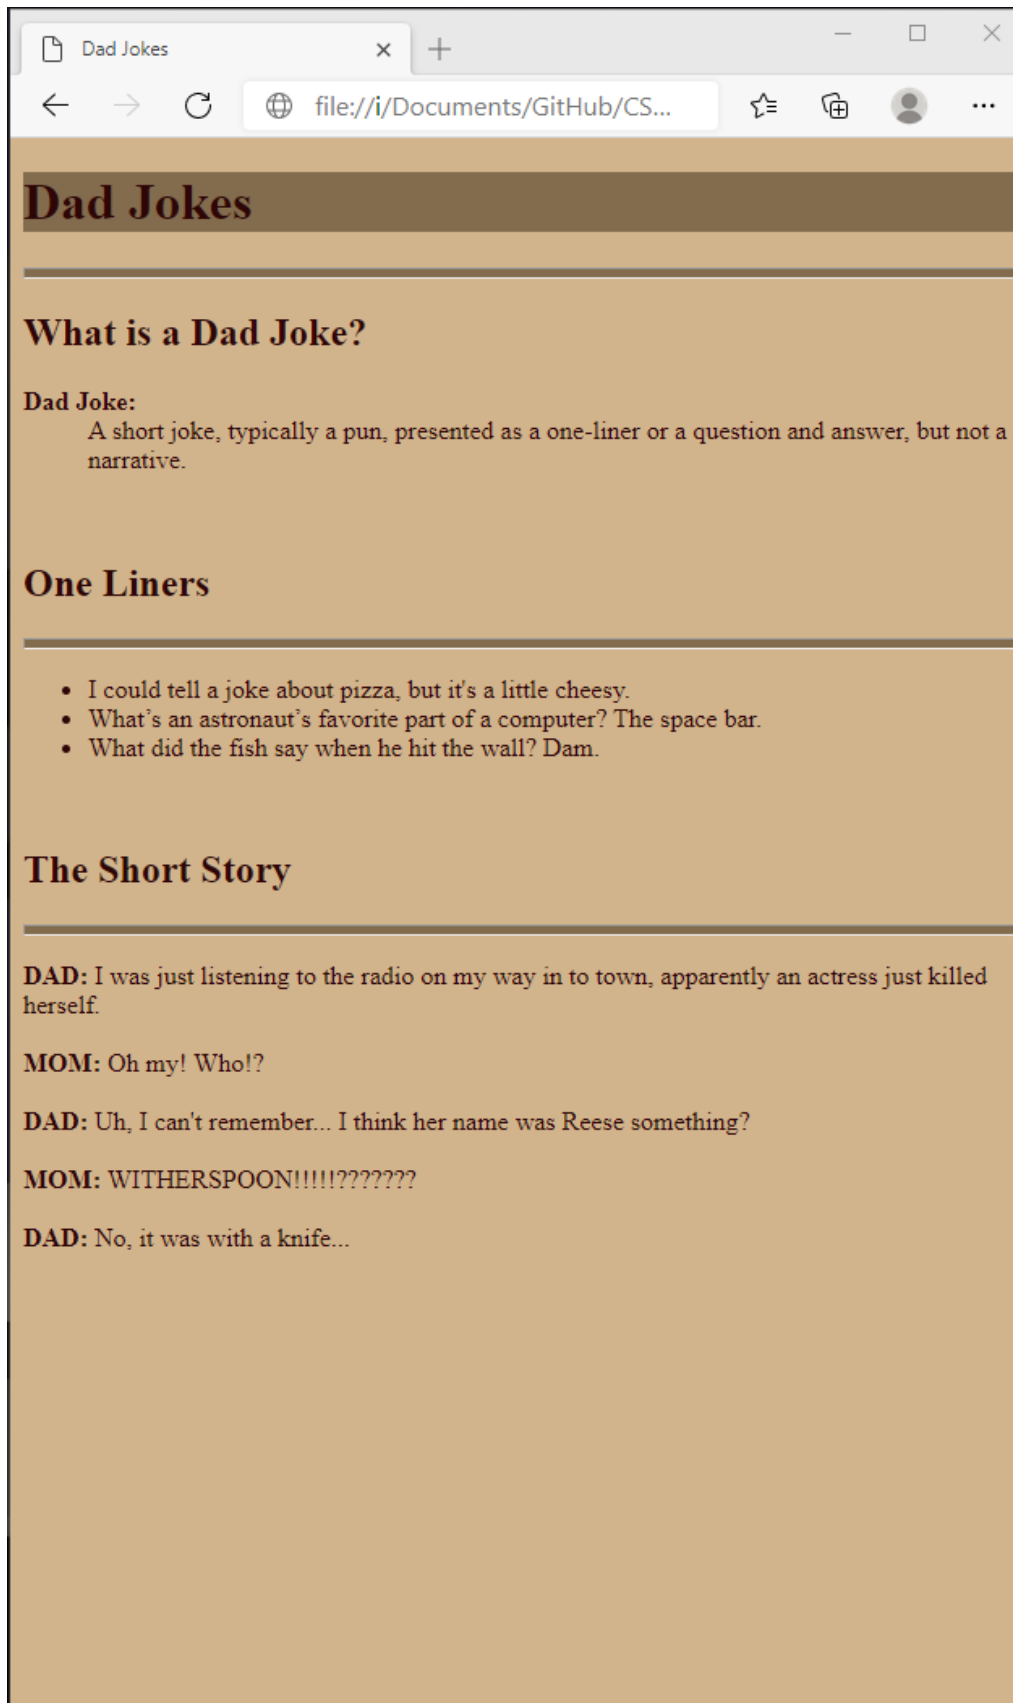 Dad Jokes
file://i/Documents/GitHub/CS...
Dad Jokes
What is a Dad Joke?
Dad Joke:
A short joke, typically a pun, presented as a one-liner or a question and answer, but not a
narrative.
One Liners
I could tell a joke about pizza, but it's a little cheesy.
What’s an astronaut’s favorite part of a computer? The space bar.
What did the fish say when he hit the wall? Dam.
The Short Story
DAD: I was just listening to the radio on my way in to town, apparently an actress just killed
herself.
MOM: Oh my! Who!?
DAD: Uh, I can't remember... I think her name was Reese something?
MOM: WITHERSPOON!!!!!???????
DAD: No, it was with a knife...